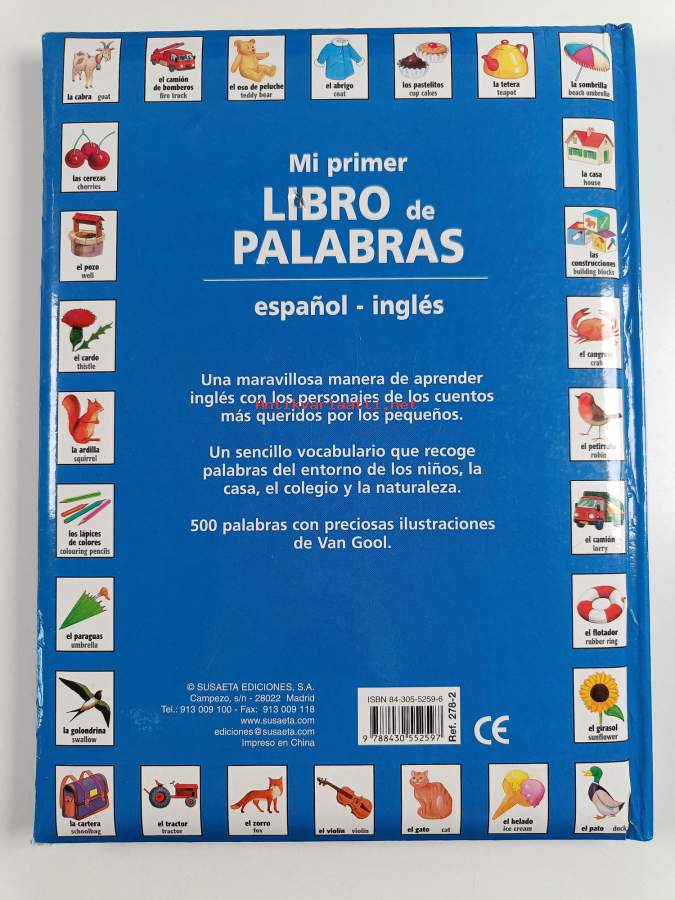 la cabra goat
el camión
de bomberos
fire truck
el oso de peluche
teddy bear
el abrigo
coat
los pastelitos
cup cakes
la tetera
teapot
la sombrilla
beach umbrella
las cerezas
cherries
la casa
house
el pozo
well
las
construcciones
building blocks
el cardo
thistle
el cangrejo
crab
la ardilla
squirrel
el petirrojo
robin
los lápices
de colores
colouring pencils
el camión
lorry
el paraguas
umbrella
el flotador
rubber ring
la golondrina
swallow
el girasol
sunflower
la cartera
schoolbag
el tractor
tractor
el zorro
fox
el violín violin
el gato cat
el helado
ice cream
el pato duck
Mi primer
LIBRO de
PALABRAS
español - inglés
Una maravillosa manera de aprender
inglés con los personajes de los cuentos
Antikvariaatti.net
más queridos por los pequeños.
Un sencillo vocabulario que recoge
palabras del entorno de los niños, la
casa, el colegio y la naturaleza.
500 palabras con preciosas ilustraciones
de Van Gool.
© SUSAETA EDICIONES, S.A.
Campezo, s/n - 28022 Madrid
Tel.: 913 009 100 - Fax: 913 009 118
www.susaeta.com
ediciones@susaeta.com
Impreso en China
ISBN 84-305-5259-6
9 788430 552597
Ref. 278-2
CE